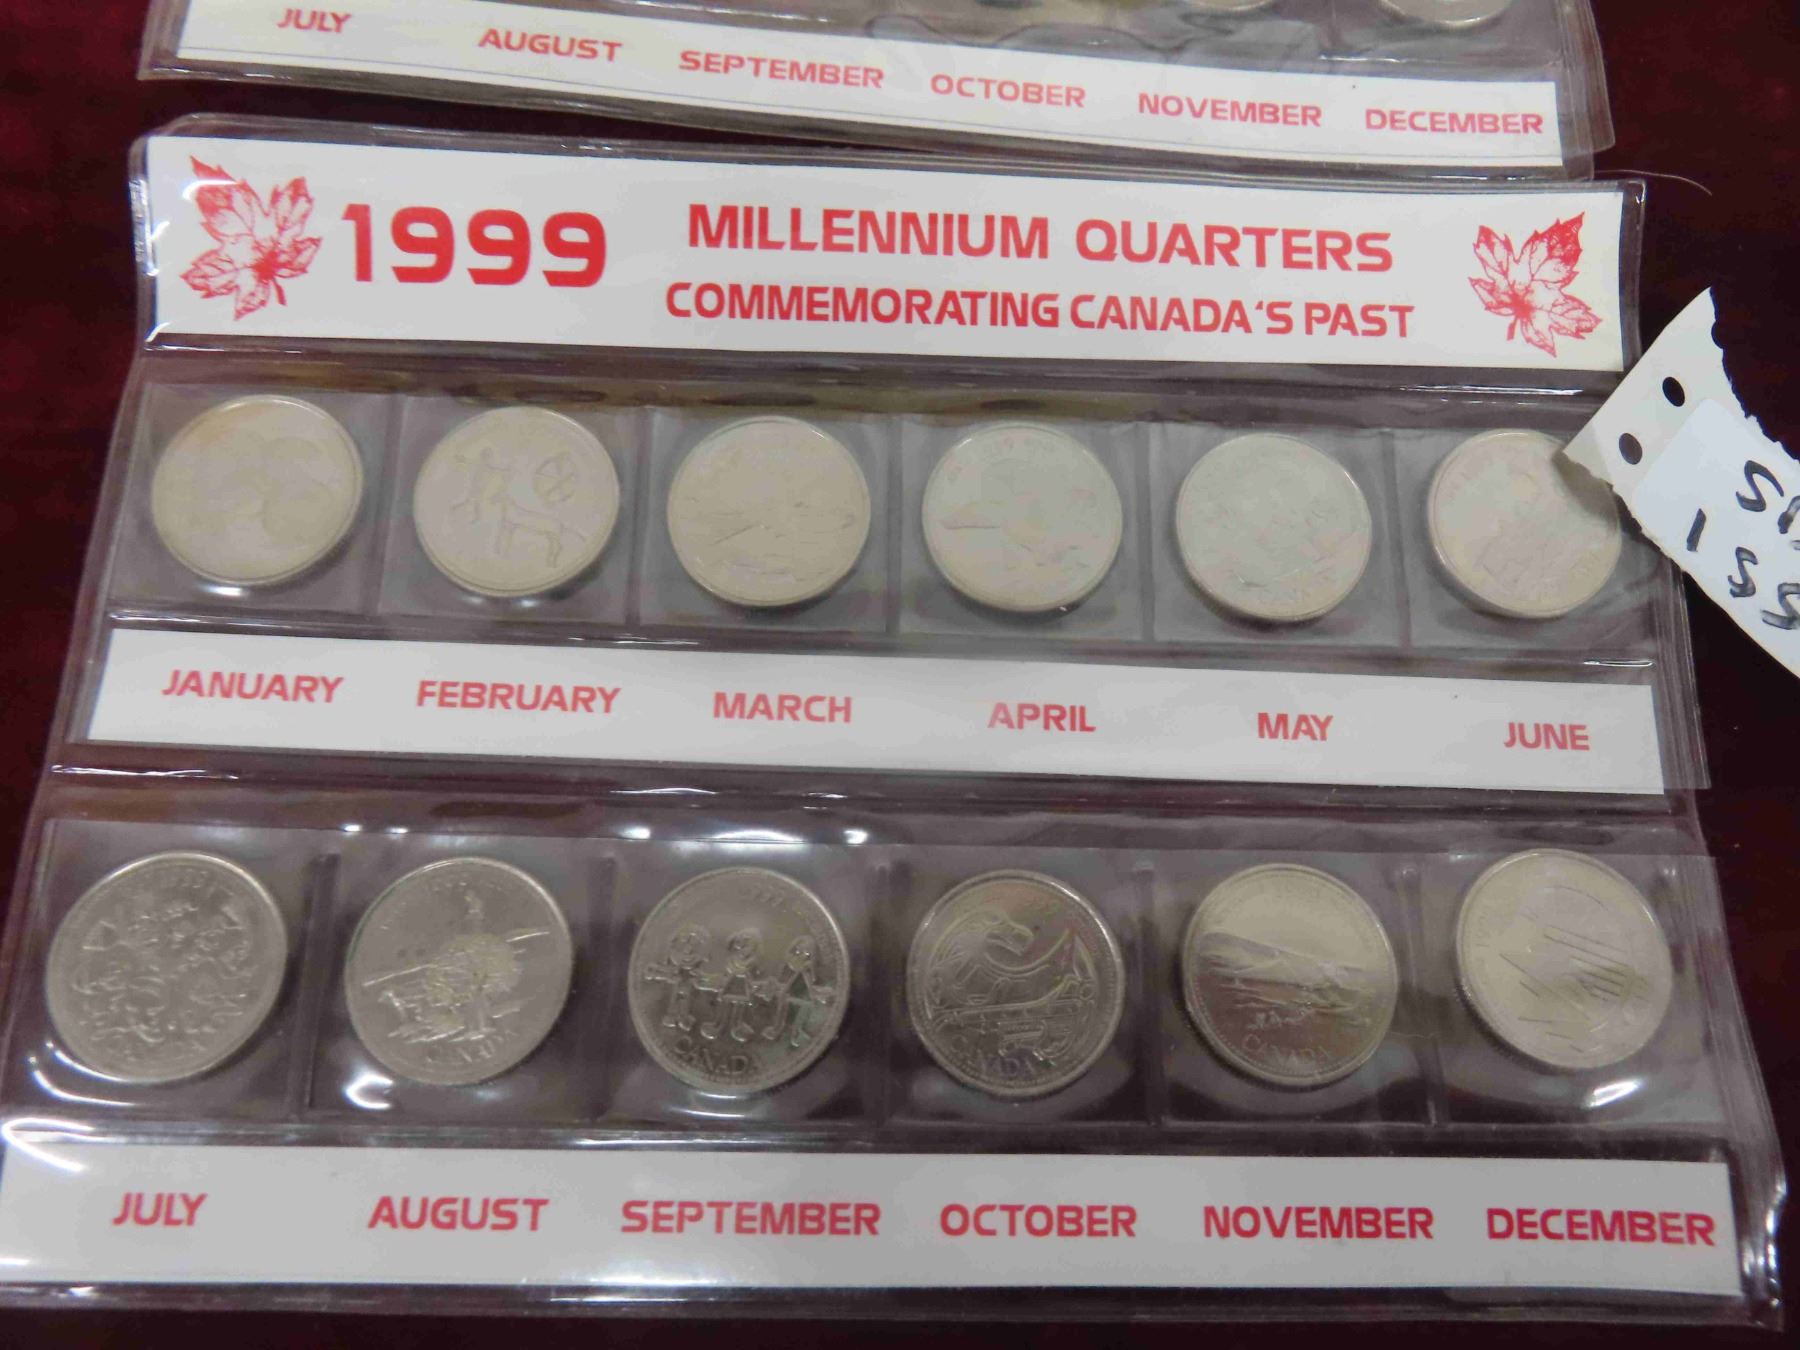 JULY AUGUST SEPTEMBER OCTOBER NOVEMBER DECEMBER
1999 MILLENNIUM QUARTERS
COMMEMORATING CANADA'S PAST
JANUARY FEBRUARY MARCH APRIL MAY JUNE
CANADA
CANADA
CANADA
CANADA
JULY AUGUST SEPTEMBER OCTOBER NOVEMBER DECEMBER